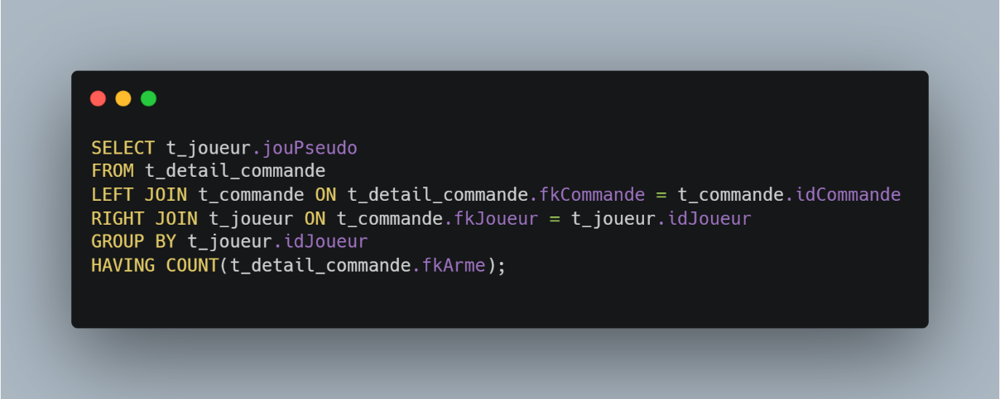 SELECT t_joueur.jouPseudo
FROM t_detail_commande
LEFT JOIN t_commande ON t_detail_commande.fkCommande = t_commande.idCommande
RIGHT JOIN t_joueur ON t_commande.fkJoueur = t_joueur.idJoueur
GROUP BY t_joueur.idJoueur
HAVING COUNT(t_detail_commande.fkArme);